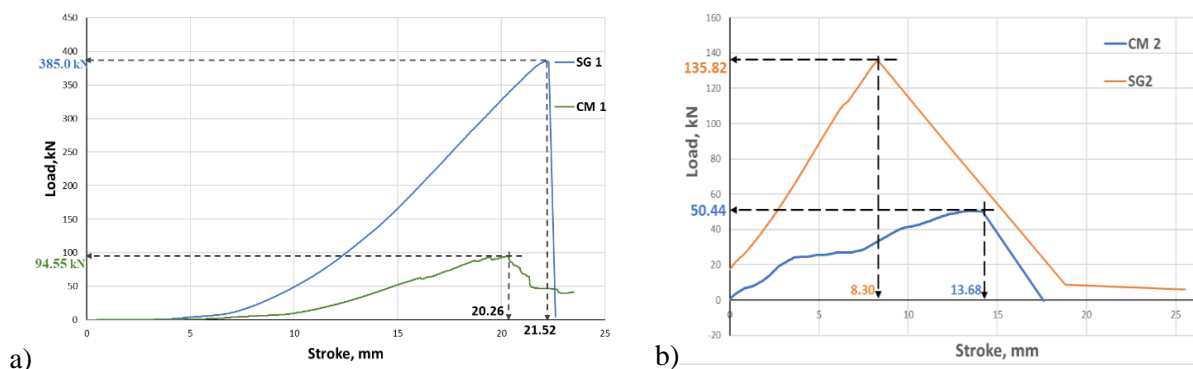 450
400
385.0 kN
350
300
250
200
150
100
94.55 kN
50
0
Load,kN
SG 1
CM 1
20.26
21.52
0 5 10 15 20 25
Stroke, mm
a)
160
140
135.82
120
100
80
60
50.44
40
20
0
-20
Load, kN
CM 2
SG2
8.30
13.68
0 5 10 15 20 25
Stroke, mm
b)